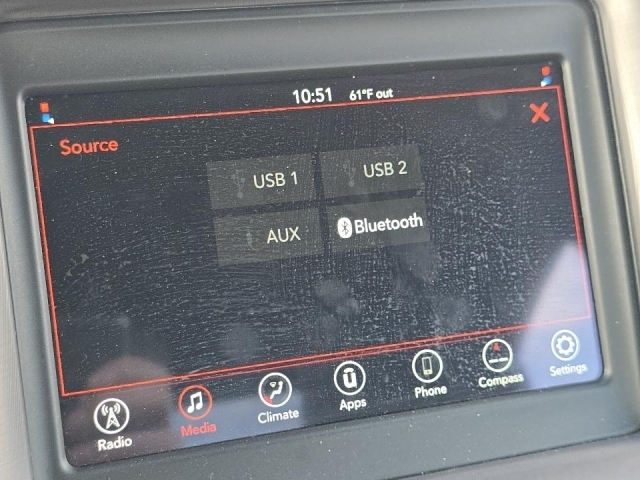 10:51 61°F out
Source
USB 1 USB 2
AUX Bluetooth
Radio Media Climate Apps Phone Compass Settings